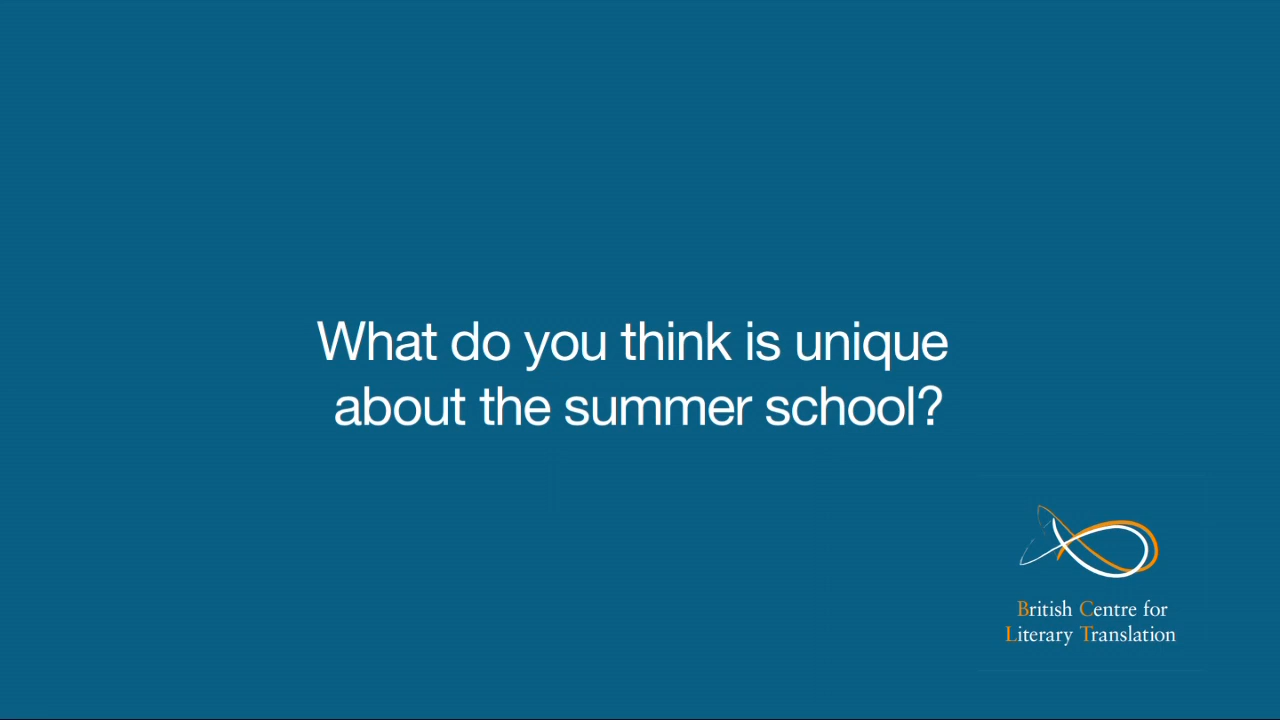 What do you think is unique
about the summer school?
British Centre for
Literary Translation